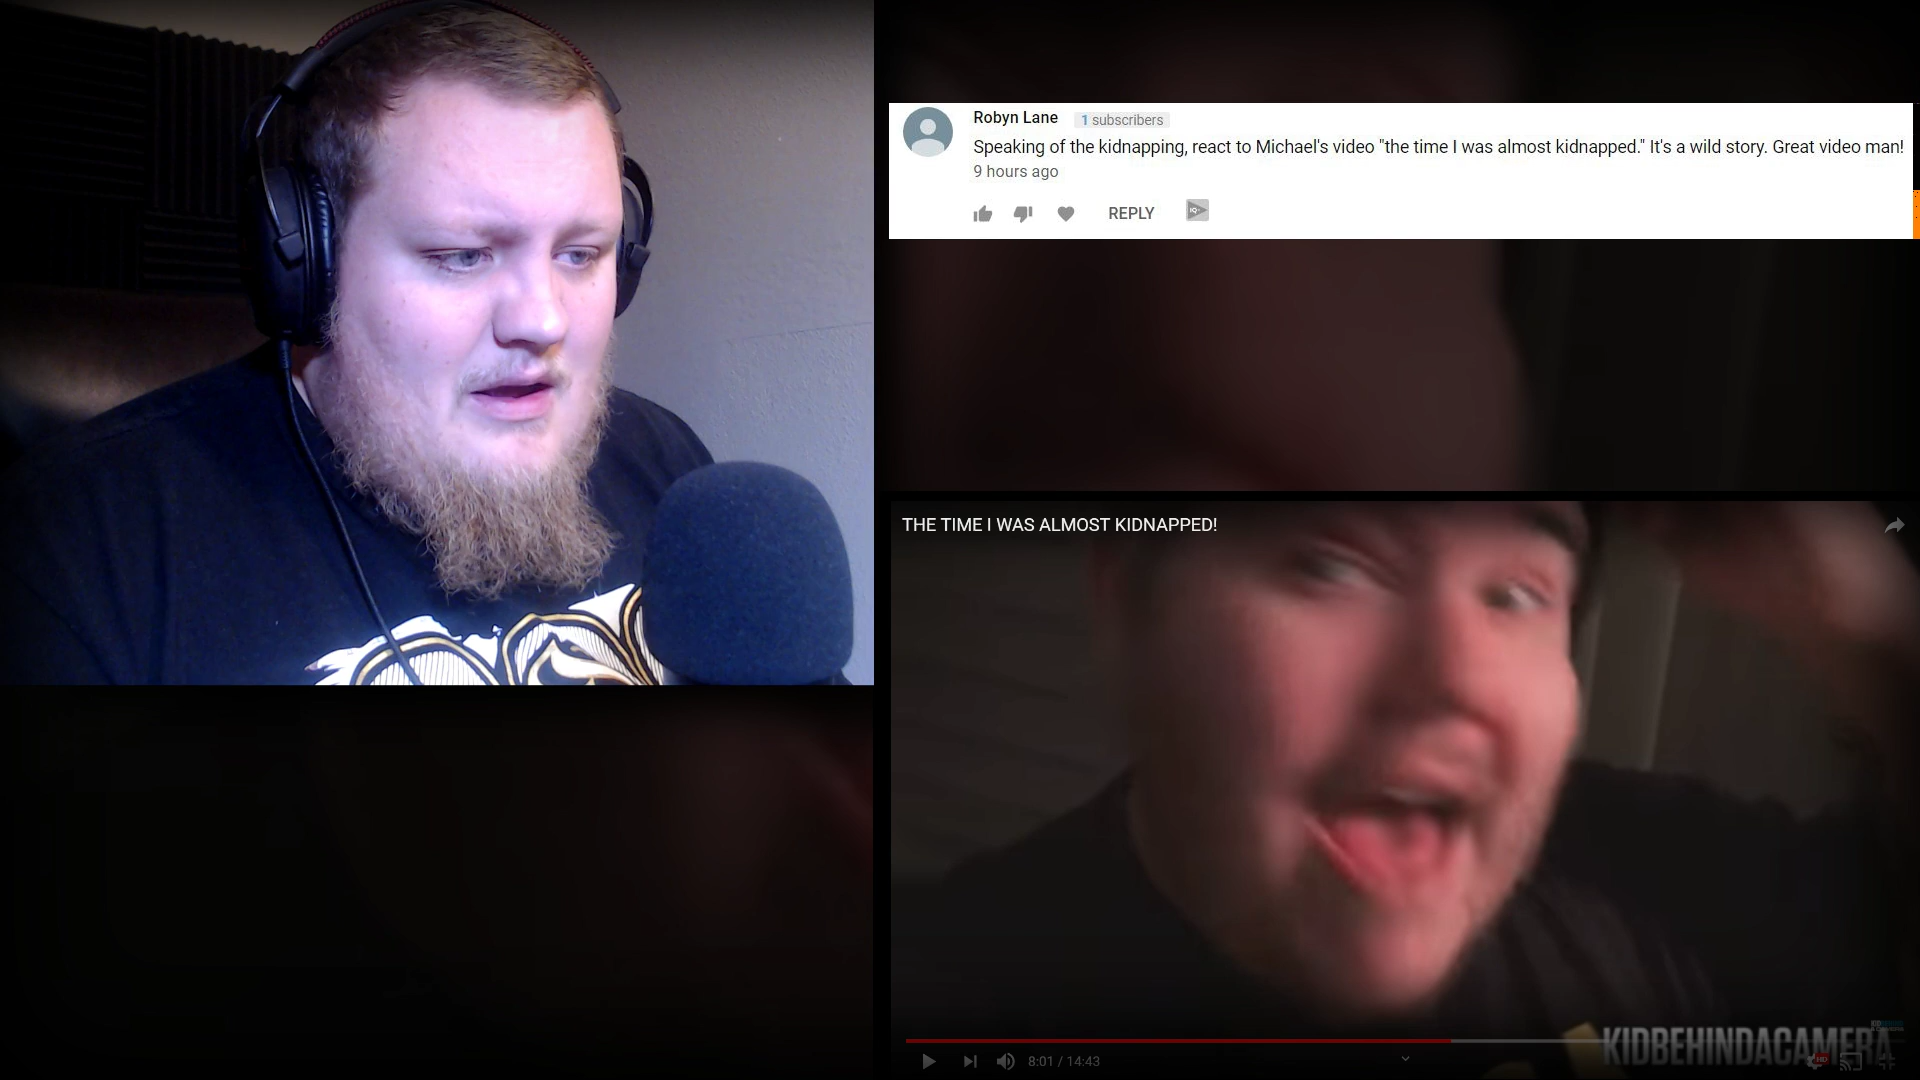 Robyn Lane 1 subscribers
Speaking of the kidnapping, react to Michael's video "the time I was almost kidnapped." It's a wild story. Great video man!
9 hours ago
REPLY
THE TIME I WAS ALMOST KIDNAPPED!
KIDBEHINDACAMERA
8:01 / 14:43
HD